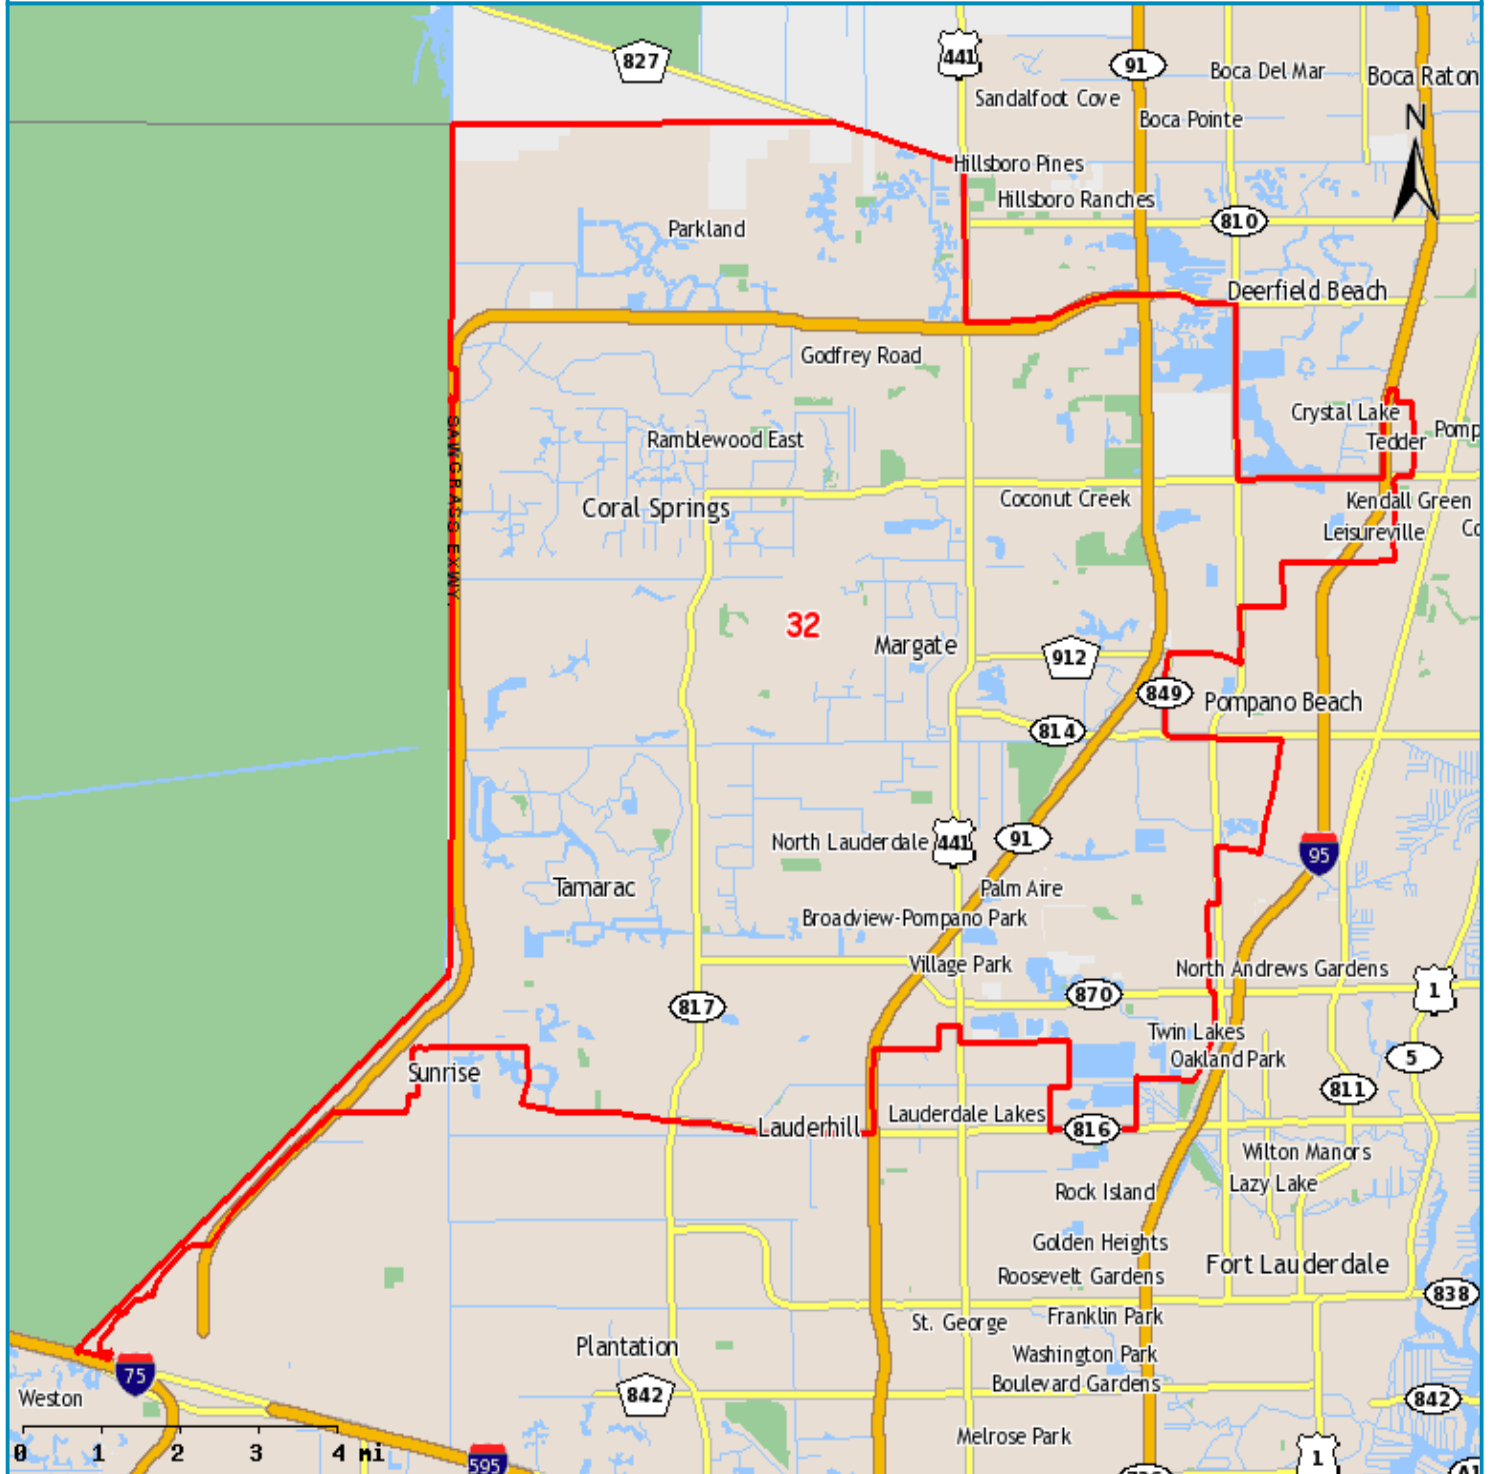 827
441
91
Boca Del Mar
Boca Raton
Sandalfoot Cove
Boca Pointe
N
Hillsboro Pines
Hillsboro Ranches
810
Parkland
Deerfield Beach
Godfrey Road
Crystal Lake
Ramblewood East
Tedder
Pomp
Coral Springs
Coconut Creek
Kendall Green
Leisureville
Co
SAWGRASS EXWY.
32
Margate
912
849
Pompano Beach
814
North Lauderdale
441
91
95
Tamarac
Palm Aire
Broadview-Pompano Park
Village Park
North Andrews Gardens
870
1
817
Twin Lakes
Oakland Park
5
Sunrise
811
Lauderdale Lakes
Lauderhill
816
Wilton Manors
Lazy Lake
Rock Island
Golden Heights
Fort Lauderdale
Roosevelt Gardens
838
St. George
Franklin Park
Plantation
Washington Park
75
Boulevard Gardens
Weston
842
842
Melrose Park
0 1 2 3 4 mi
595
1